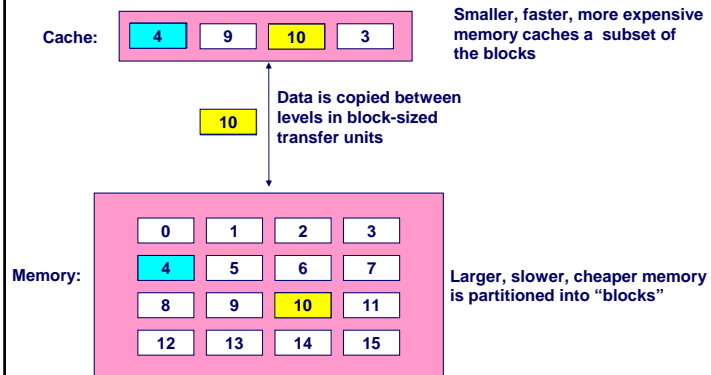 Smaller, faster, more expensive
memory caches a subset of
the blocks
Cache:
4 9 10 3
Data is copied between
levels in block-sized
transfer units
10
0 1 2 3
4 5 6 7
8 9 10 11
12 13 14 15
Memory:
Larger, slower, cheaper memory
is partitioned into “blocks”